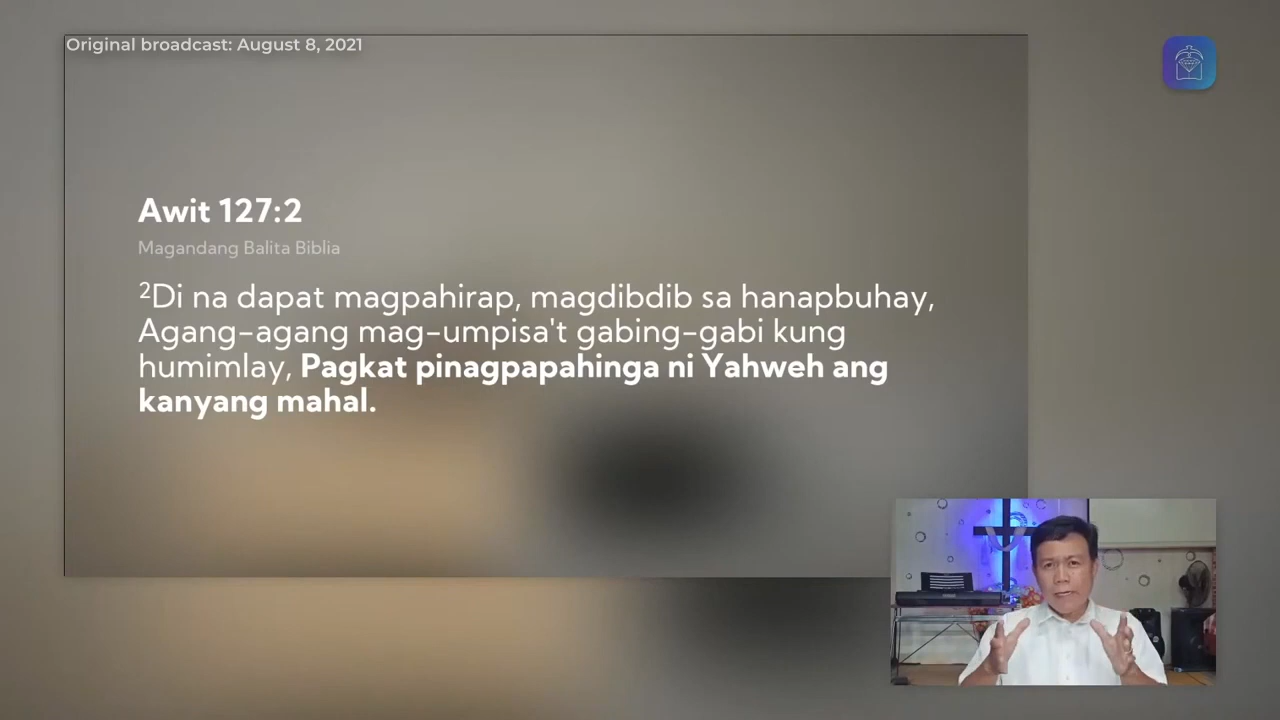 Original broadcast: August 8, 2021
Awit 127:2
Magandang Balita Biblia
²Di na dapat magpahirap, magdibdib sa hanapbuhay,
Agang-agang mag-umpisa't gabing-gabi kung
humimlay, Pagkat pinagpapahinga ni Yahweh ang
kanyang mahal.